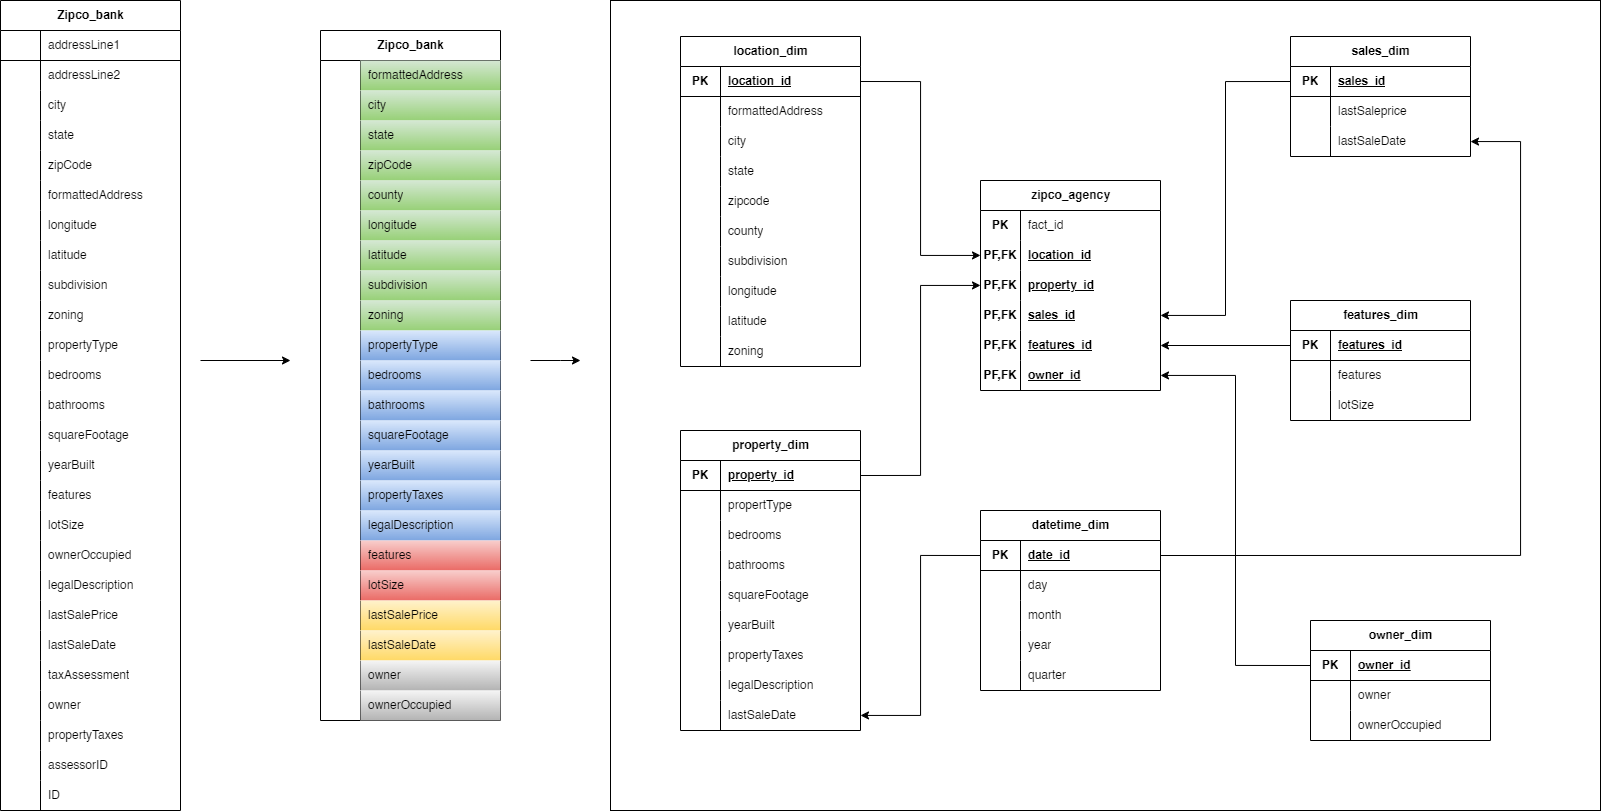 Zipco_bank
addressLine1
addressLine2
city
state
zipCode
formattedAddress
longitude
latitude
subdivision
zoning
propertyType
bedrooms
bathrooms
squareFootage
yearBuilt
features
lotSize
ownerOccupied
legalDescription
lastSalePrice
lastSaleDate
taxAssessment
owner
propertyTaxes
assessorID
ID
Zipco_bank
formattedAddress
city
state
zipCode
county
longitude
latitude
subdivision
zoning
propertyType
bedrooms
bathrooms
squareFootage
yearBuilt
propertyTaxes
legalDescription
features
lotSize
lastSalePrice
lastSaleDate
owner
ownerOccupied
location_dim
PK location_id
formattedAddress
city
state
zipcode
county
subdivision
longitude
latitude
zoning
property_dim
PK property_id
propertType
bedrooms
bathrooms
squareFootage
yearBuilt
propertyTaxes
legalDescription
lastSaleDate
zipco_agency
PK fact_id
PF,FK location_id
PF,FK property_id
PF,FK sales_id
PF,FK features_id
PF,FK owner_id
datetime_dim
PK date_id
day
month
year
quarter
sales_dim
PK sales_id
lastSaleprice
lastSaleDate
features_dim
PK features_id
features
lotSize
owner_dim
PK owner_id
owner
ownerOccupied